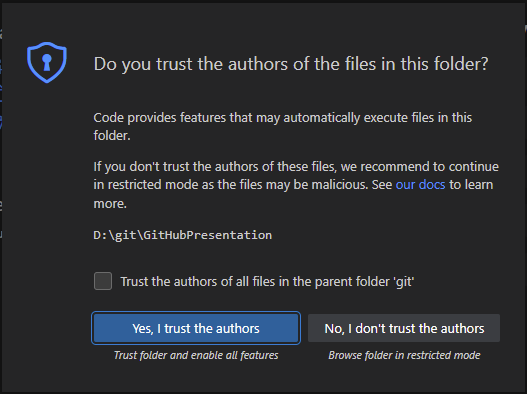 Do you trust the authors of the files in this folder?
Code provides features that may automatically execute files in this
folder.
If you don't trust the authors of these files, we recommend to continue
in restricted mode as the files may be malicious. See our docs to learn
more.
D:\git\GitHubPresentation
Trust the authors of all files in the parent folder 'git'
Yes, I trust the authors
No, I don't trust the authors
Trust folder and enable all features
Browse folder in restricted mode